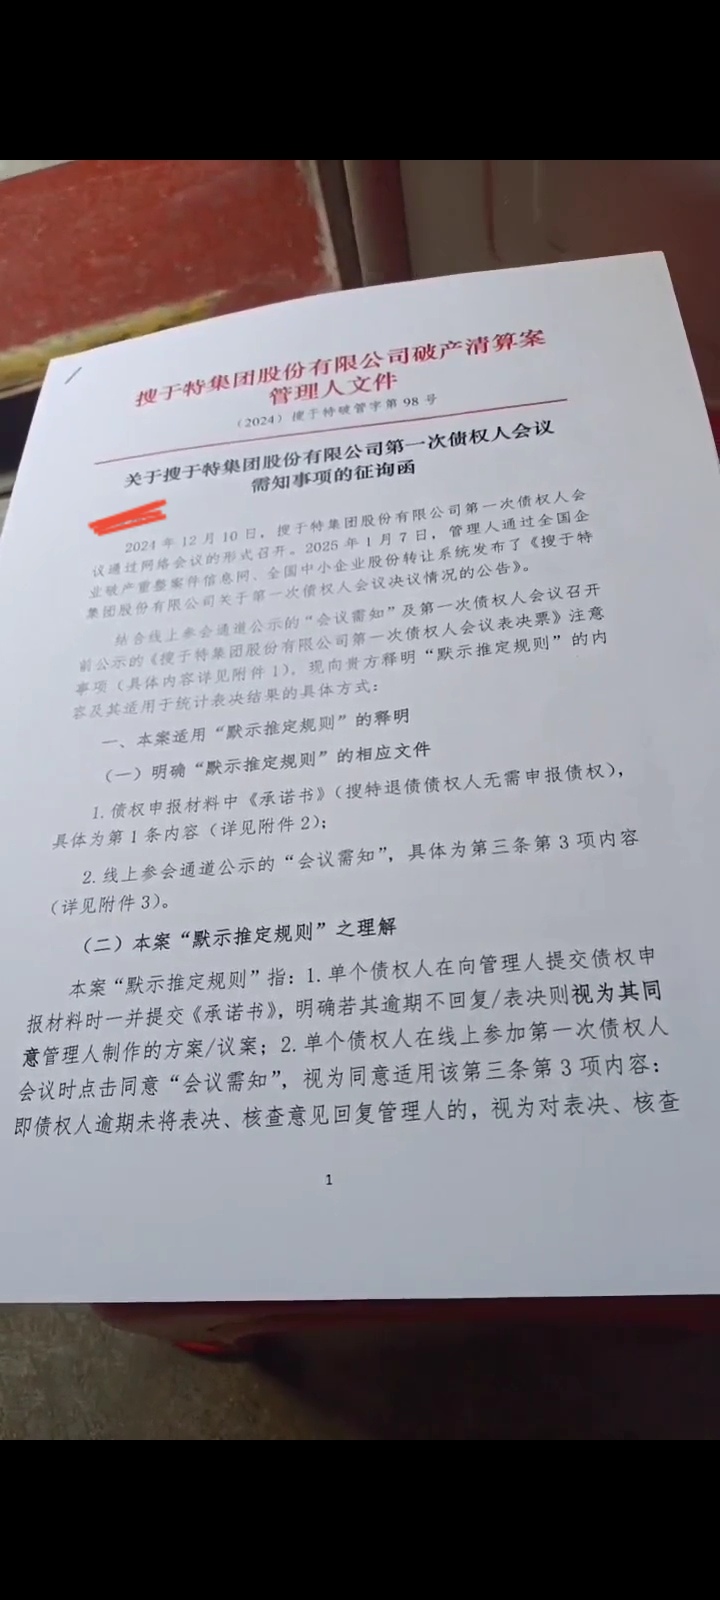 搜于特集团股份有限公司破产清算案
管理人文件
（2024）搜于特破管字第 98 号
关于搜于特集团股份有限公司第一次债权人会议
需知事项的征询函
2024 年 12 月 10 日，搜于特集团股份有限公司第一次债权人会
议通过网络会议的形式召开。2025 年 1 月 7 日，管理人通过全国企
业破产重整案件信息网、全国中小企业股份转让系统发布了《搜于特
集团股份有限公司关于第一次债权人会议决议情况的公告》。
结合线上参会通道公示的“会议需知”及第一次债权人会议召开
前公示的《搜于特集团股份有限公司第一次债权人会议表决票》注意
事项（具体内容详见附件 1），现向贵方释明“默示推定规则”的内
容及其适用于统计表决结果的具体方式：
一、本案适用“默示推定规则”的释明
（一）明确“默示推定规则”的相应文件
1.债权申报材料中《承诺书》（搜特退债债权人无需申报债权），
具体为第 1 条内容（详见附件 2）；
2.线上参会通道公示的“会议需知”，具体为第三条第 3 项内容
（详见附件 3）。
（二）本案“默示推定规则”之理解
本案“默示推定规则”指：1.单个债权人在向管理人提交债权申
报材料时一并提交《承诺书》，明确若其逾期不回复/表决则视为其同
意管理人制作的方案/议案；2.单个债权人在线上参加第一次债权人
会议时点击同意“会议需知”，视为同意适用该第三条第 3 项内容：
即债权人逾期未将表决、核查意见回复管理人的，视为对表决、核查
1